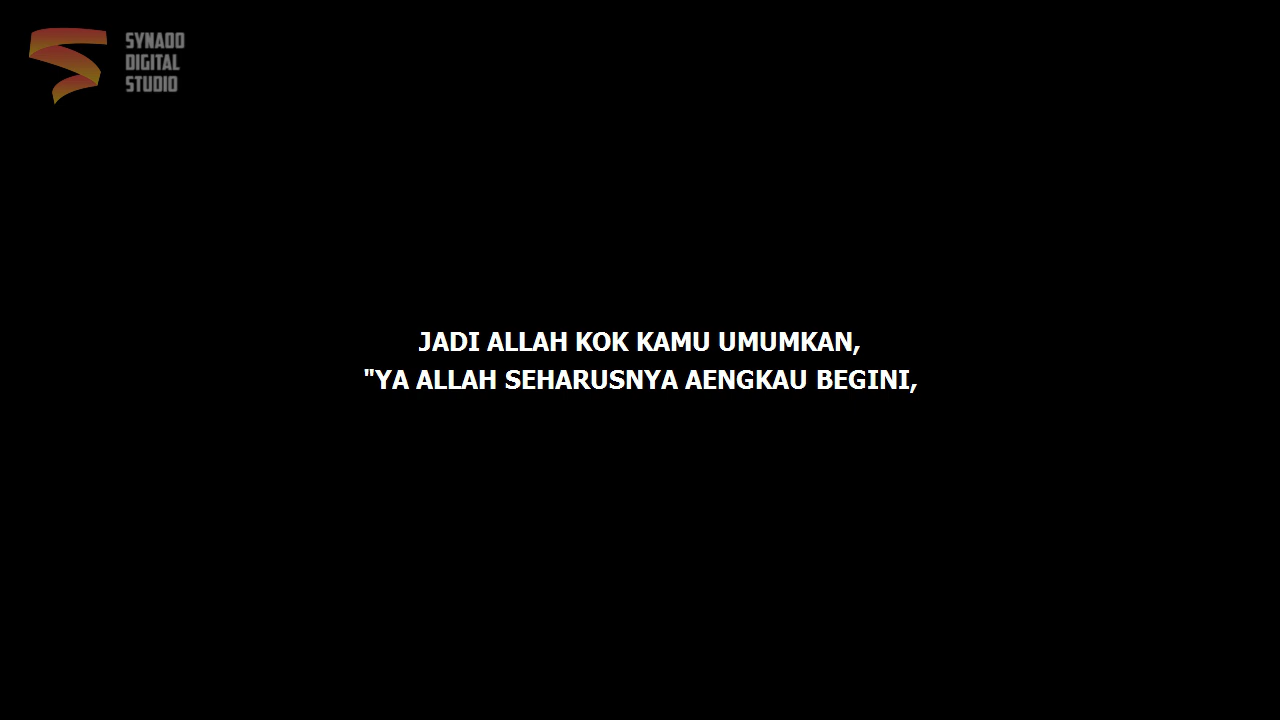 SYNADO
DIGITAL
STUDIO
JADI ALLAH KOK KAMU UMUMKAN,
"YA ALLAH SEHARUSNYA AENGKAU BEGINI,